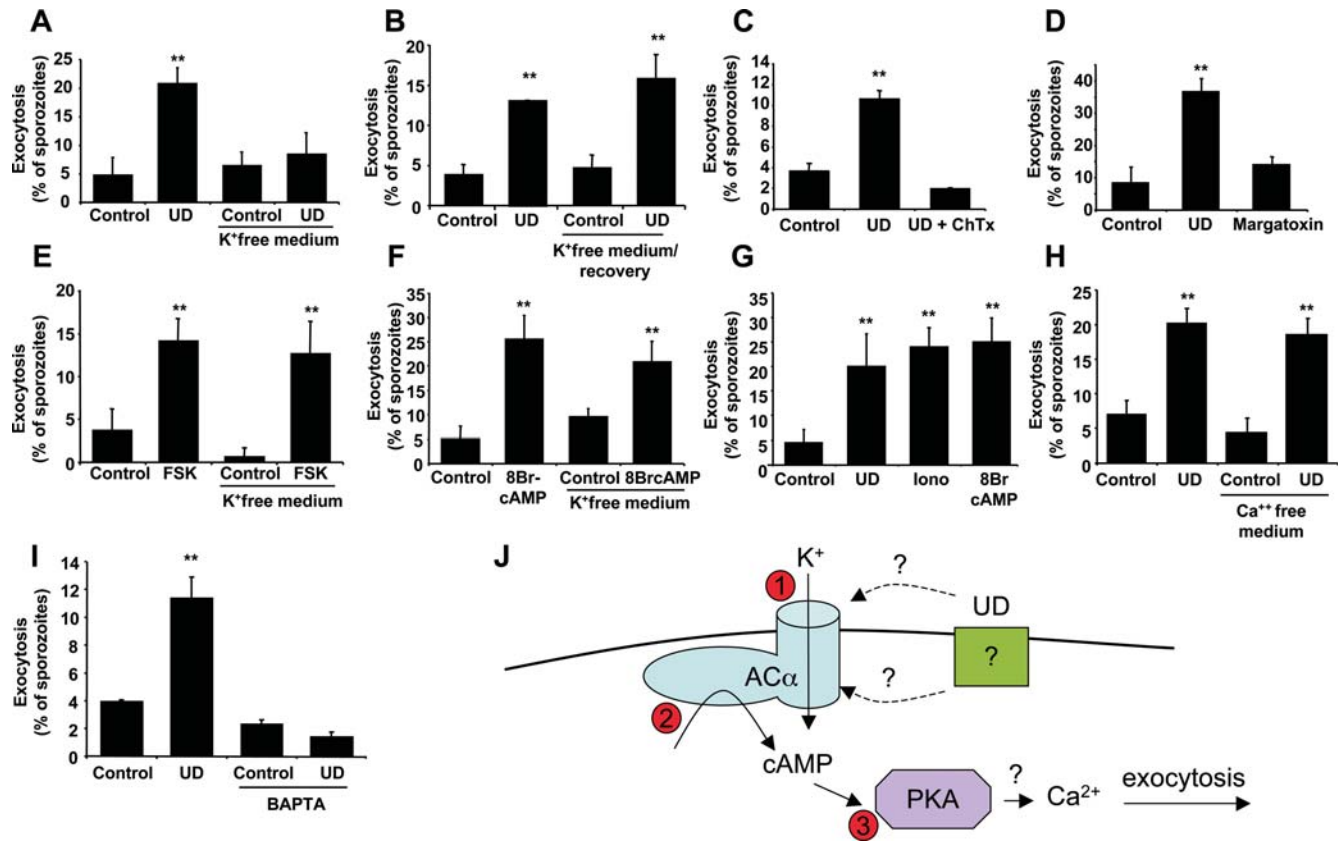 A
Exocytosis
(% of sporozoites)
25
20
15
10
5
0
**
Control UD Control UD
K+free medium
B
Exocytosis
(% of sporozoites)
20
15
10
5
0
**
**
Control UD Control UD
K+free medium/
recovery
C
Exocytosis
(% of sporozoites)
14
12
10
8
6
4
2
0
**
Control UD UD + ChTx
D
Exocytosis
(% of sporozoites)
40
30
20
10
0
**
Control UD Margatoxin
E
Exocytosis
(% of sporozoites)
20
15
10
5
0
**
**
Control FSK Control FSK
K+free medium
F
Exocytosis
(% of sporozoites)
35
30
25
20
15
10
5
0
**
**
Control 8Br- Control 8BrcAMP
cAMP K+free medium
G
Exocytosis
(% of sporozoites)
35
30
25
20
15
10
5
0
**
**
**
Control UD Iono 8Br
cAMP
H
Exocytosis
(% of sporozoites)
25
20
15
10
5
0
**
**
Control UD Control UD
Ca++ free
medium
I
Exocytosis
(% of sporozoites)
14
12
10
8
6
4
2
0
**
Control UD Control UD
BAPTA
J
K+
1
?
UD
?
ACα
?
2
cAMP
3
PKA
?
Ca2+
exocytosis